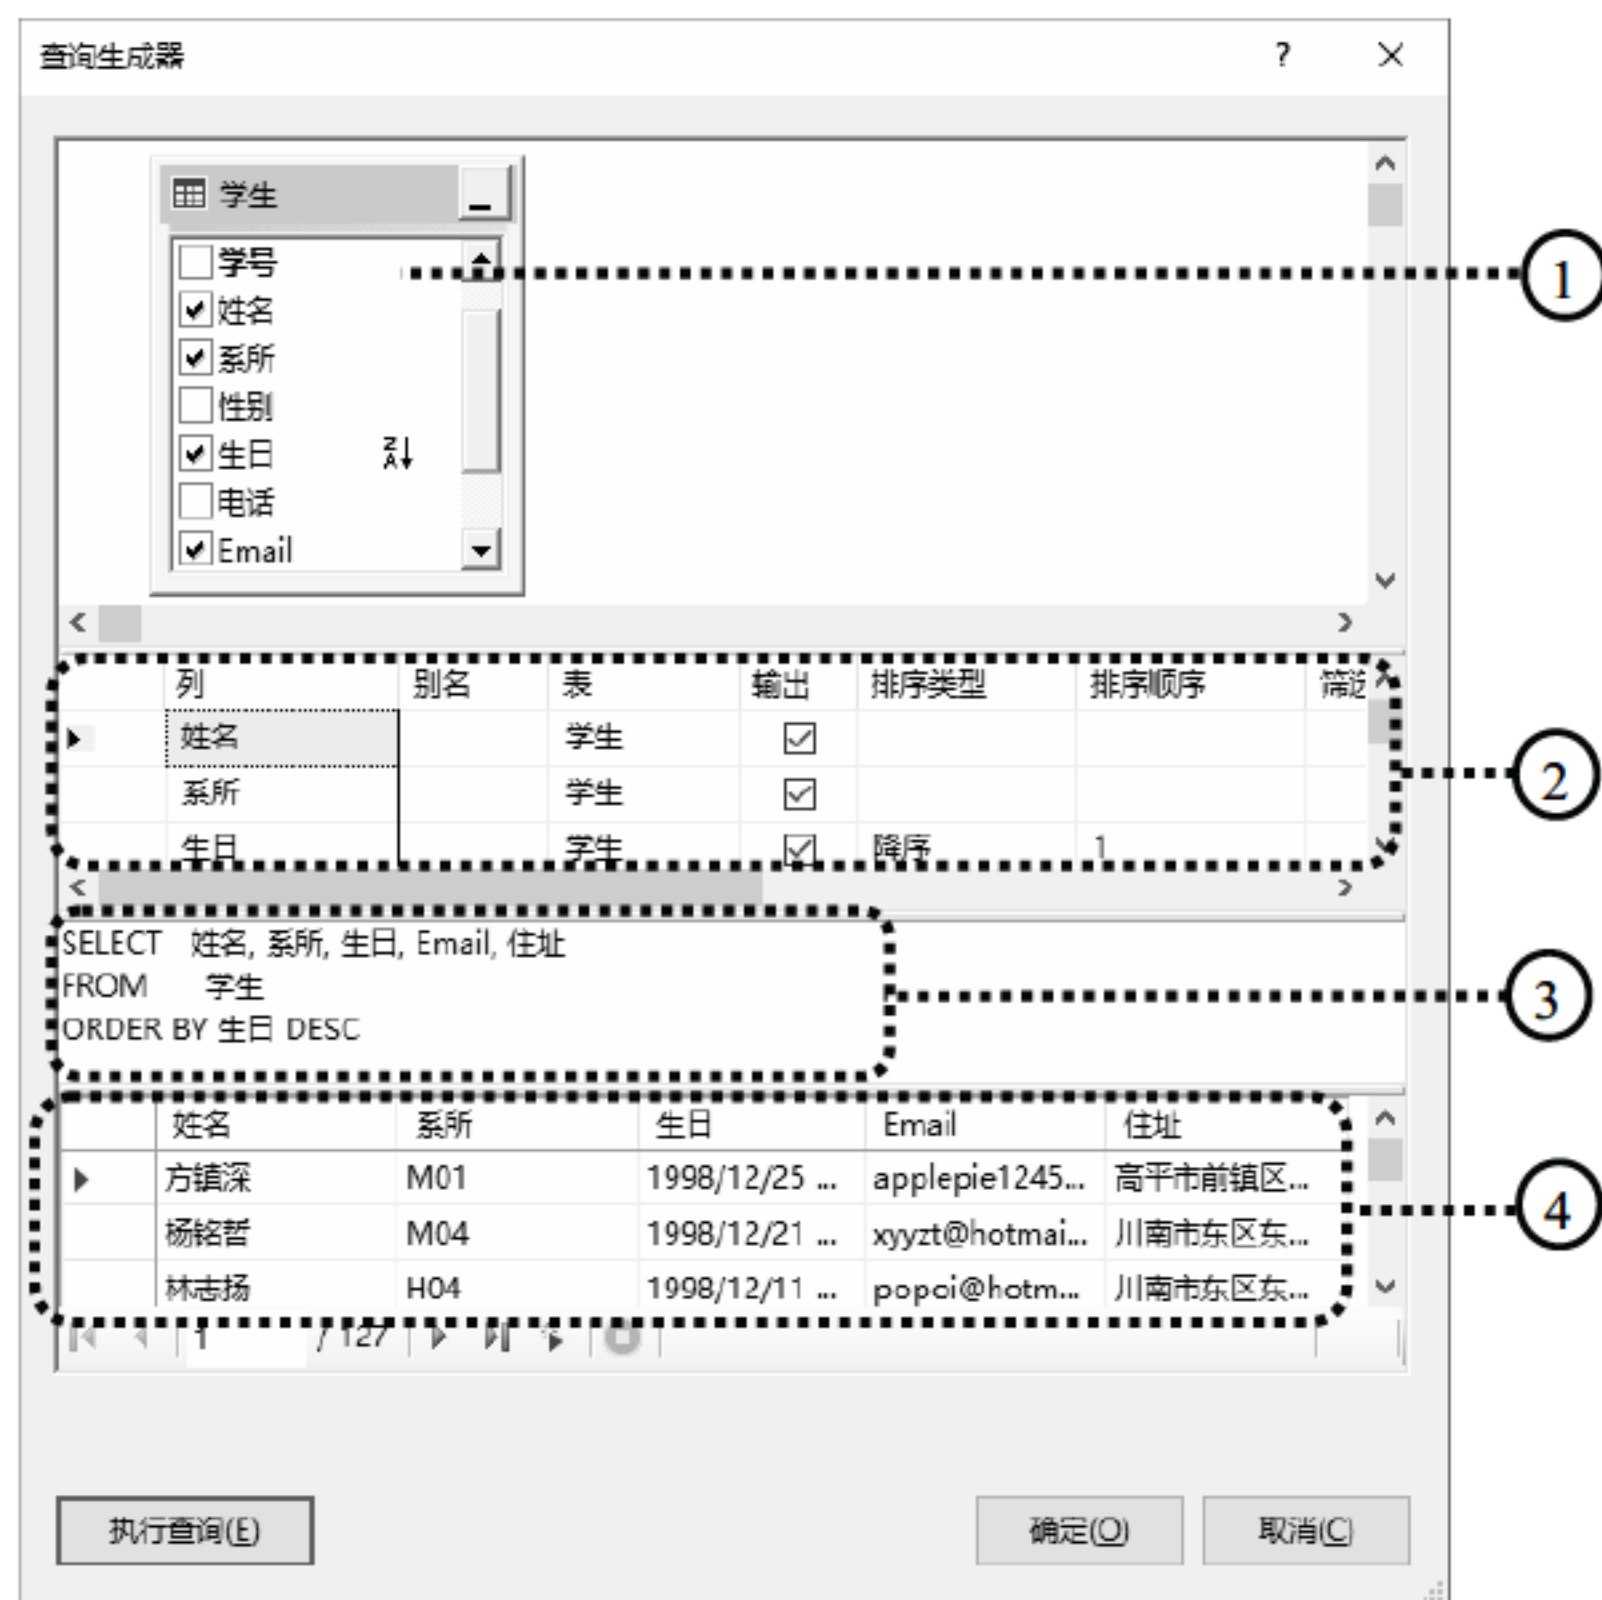 查询生成器 ? ×
学生
学号
姓名
系所
性别
生日
电话
Email
1
列 别名 表 输出 排序类型 排序顺序
姓名 学生
系所 学生
生日 学生 降序 1
2
SELECT 姓名, 系所, 生日, Email, 住址
FROM 学生
ORDER BY 生日 DESC
3
姓名 系所 生日 Email 住址
方镇深 M01 1998/12/25 ... applepie1245... 高平市前镇区...
杨铭哲 M04 1998/12/21 ... xyyzt@hotmai... 川南市东区东...
林志扬 H04 1998/12/11 ... popoi@hotm... 川南市东区东...
4
1 / 127
执行查询(E) 确定(O) 取消(C)